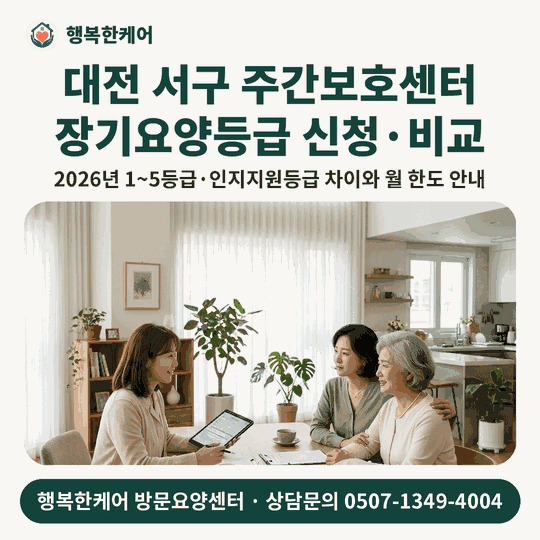 행복한케어
대전 서구 주간보호센터
장기요양등급 신청·비교
2026년 1~5등급·인지지원등급 차이와 월 한도 안내
행복한케어 방문요양센터 · 상담문의 0507-1349-4004